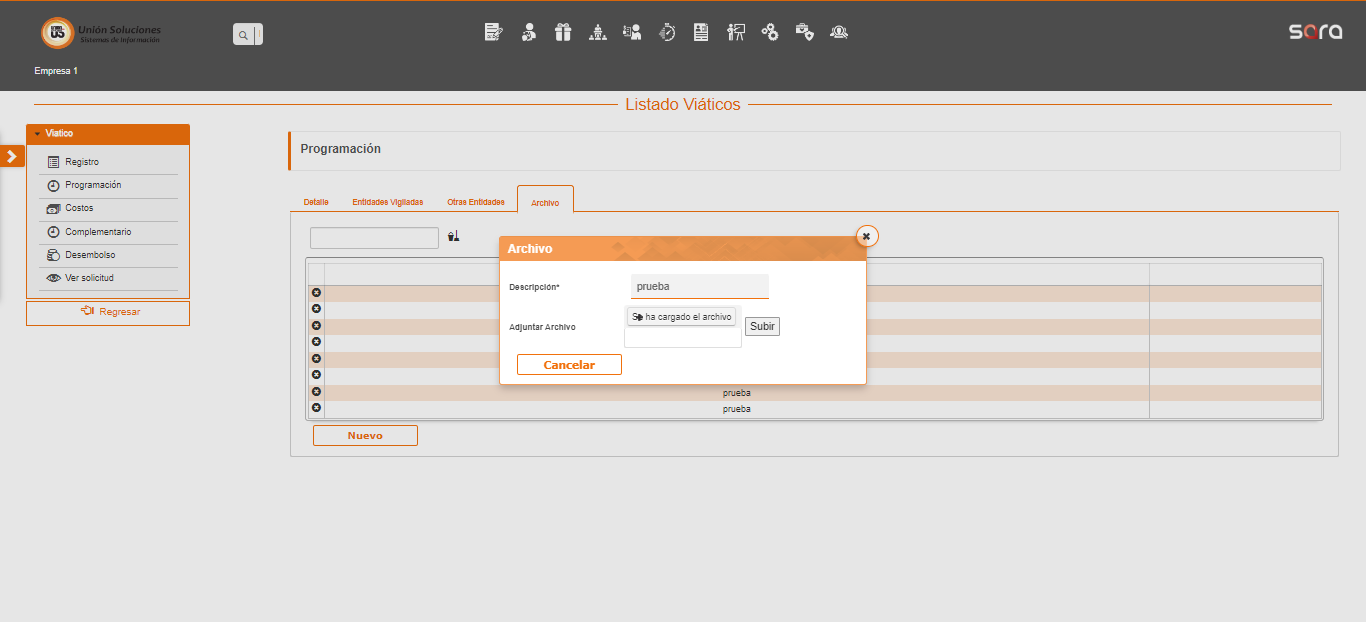 US
Unión Soluciones
Sistemas de Información
sora
Empresa 1
Listado Viáticos
Viatico
Registro
Programación
Costos
Complementario
Desembolso
Ver solicitud
Regresar
Programación
Detalle Entidades Vigiladas Otras Entidades Archivo
Archivo
Descripción* prueba
Se ha cargado el archivo
Adjuntar Archivo Subir
Cancelar
prueba
prueba
Nuevo